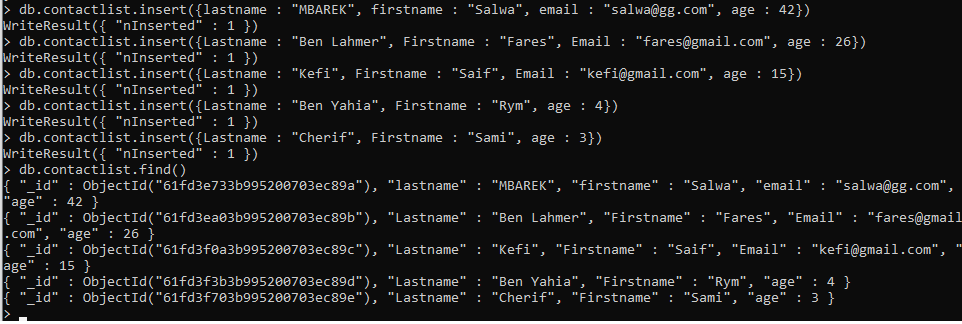 > db.contactlist.insert({lastname : "MBAREK", firstname : "Salwa", email : "salwa@gg.com", age : 42})
WriteResult({ "nInserted" : 1 })
> db.contactlist.insert({Lastname : "Ben Lahmer", Firstname : "Fares", Email : "fares@gmail.com", age : 26})
WriteResult({ "nInserted" : 1 })
> db.contactlist.insert({Lastname : "Kefi", Firstname : "Saif", Email : "kefi@gmail.com", age : 15})
WriteResult({ "nInserted" : 1 })
> db.contactlist.insert({Lastname : "Ben Yahia", Firstname : "Rym", age : 4})
WriteResult({ "nInserted" : 1 })
> db.contactlist.insert({Lastname : "Cherif", Firstname : "Sami", age : 3})
WriteResult({ "nInserted" : 1 })
> db.contactlist.find()
{ "_id" : ObjectId("61fd3e733b995200703ec89a"), "lastname" : "MBAREK", "firstname" : "Salwa", "email" : "salwa@gg.com",
"age" : 42 }
{ "_id" : ObjectId("61fd3ea03b995200703ec89b"), "Lastname" : "Ben Lahmer", "Firstname" : "Fares", "Email" : "fares@gmail
.com", "age" : 26 }
{ "_id" : ObjectId("61fd3f0a3b995200703ec89c"), "Lastname" : "Kefi", "Firstname" : "Saif", "Email" : "kefi@gmail.com", "
age" : 15 }
{ "_id" : ObjectId("61fd3f3b3b995200703ec89d"), "Lastname" : "Ben Yahia", "Firstname" : "Rym", "age" : 4 }
{ "_id" : ObjectId("61fd3f703b995200703ec89e"), "Lastname" : "Cherif", "Firstname" : "Sami", "age" : 3 }
>